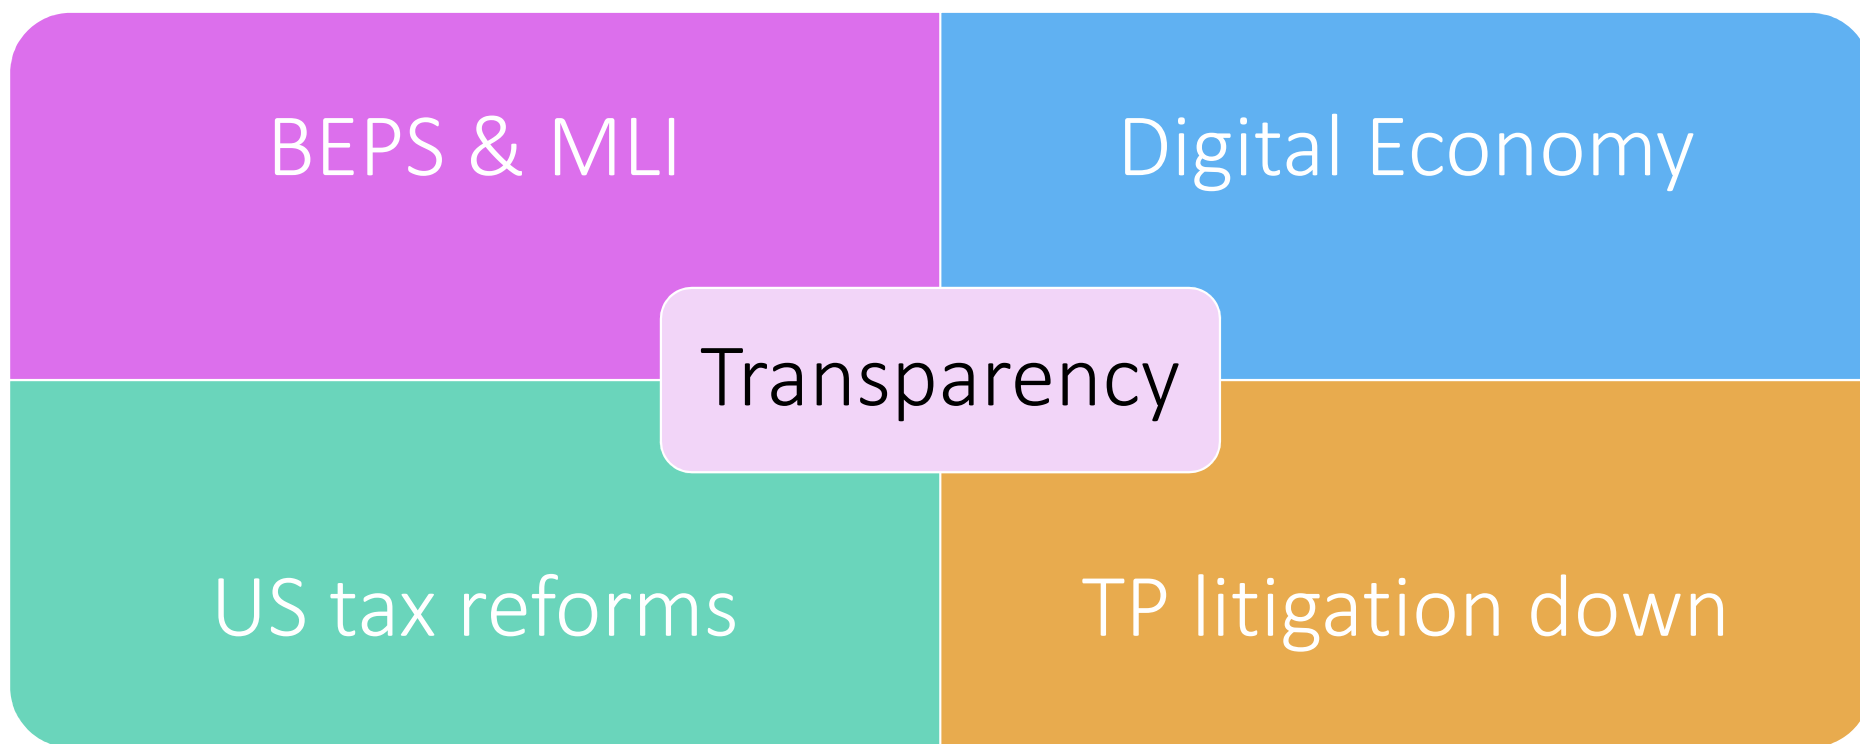 BEPS & MLI
Digital Economy
Transparency
US tax reforms
TP litigation down